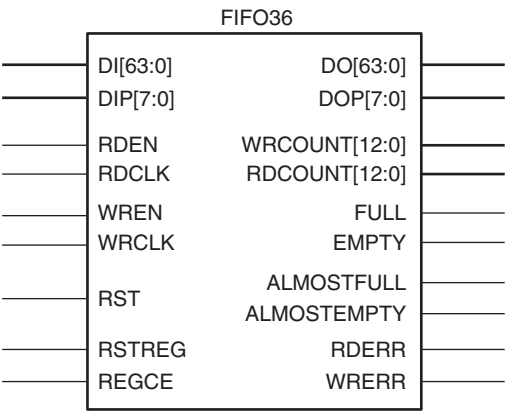 FIFO36
DI[63:0] DO[63:0]
DIP[7:0] DOP[7:0]
RDEN WRCOUNT[12:0]
RDCLK RDCOUNT[12:0]
WREN FULL
WRCLK EMPTY
ALMOSTFULL
RST
ALMOSTEMPTY
RSTREG RDERR
REGCE WRERR